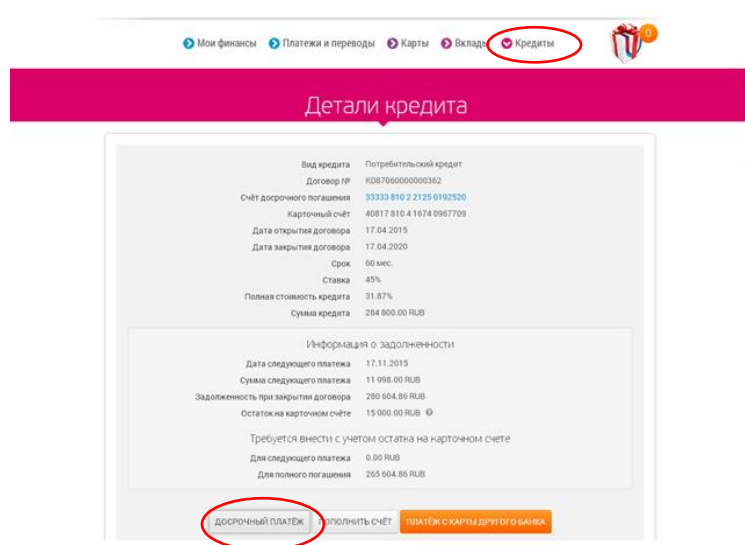 Мои финансы Платежи и переводы Карты Вклады Кредиты 0
Детали кредита
Вид кредита Потребительский кредит
Договор № KD87060000000362
Счёт досрочного погашения 33333 810 2 2125 0192520
Карточный счёт 40817 810 4 1674 0967709
Дата открытия договора 17.04.2015
Дата закрытия договора 17.04.2020
Срок 60 мес.
Ставка 45%
Полная стоимость кредита 31.87%
Сумма кредита 284 800.00 RUB
Информация о задолженности
Дата следующего платежа 17.11.2015
Сумма следующего платежа 11 998.00 RUB
Задолженность при закрытии договора 280 604.86 RUB
Остаток на карточном счёте 15 000.00 RUB
Требуется внести с учетом остатка на карточном счете
Для следующего платежа 0.00 RUB
Для полного погашения 265 604.86 RUB
ДОСРОЧНЫЙ ПЛАТЁЖ ПОПОЛНИТЬ СЧЁТ ПЛАТЁЖ С КАРТЫ ДРУГОГО БАНКА